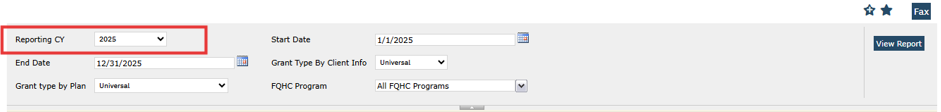 Fax
Reporting CY 2025 Start Date 1/1/2025
View Report
End Date 12/31/2025 Grant Type By Client Info Universal
Grant type by Plan Universal FQHC Program All FQHC Programs